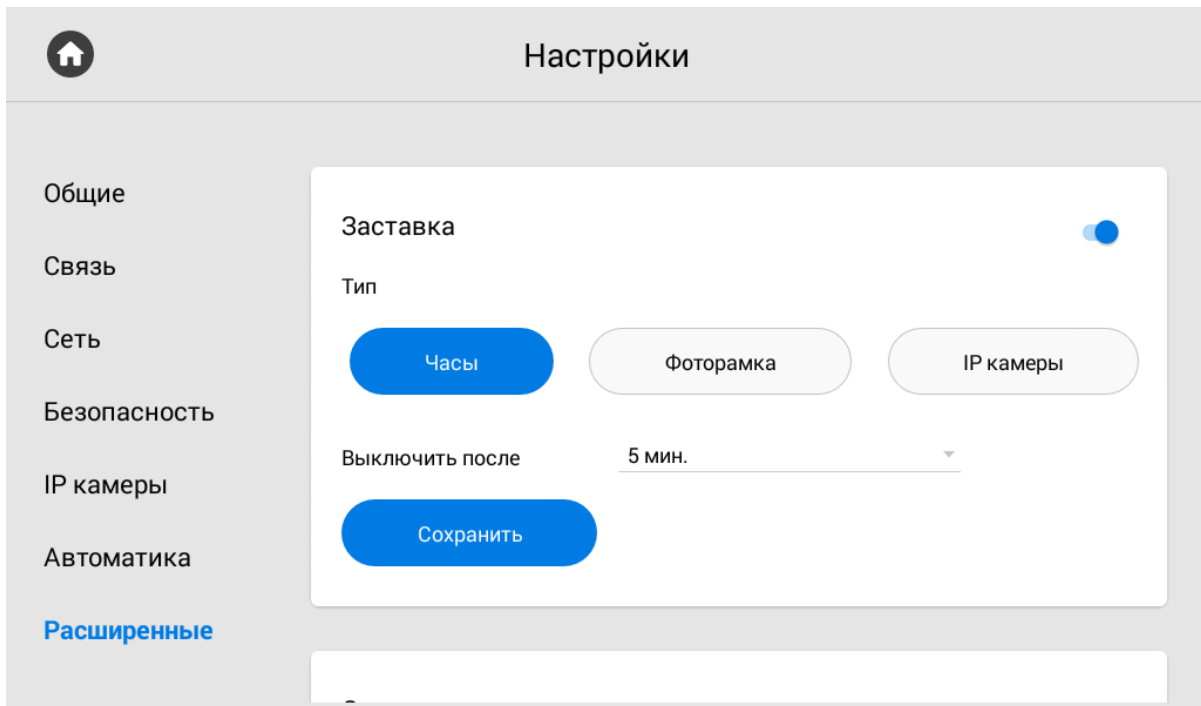 Настройки
Общие
Связь
Сеть
Безопасность
IP камеры
Автоматика
Расширенные
Заставка
Тип
Часы Фоторамка IP камеры
Выключить после 5 мин.
Сохранить